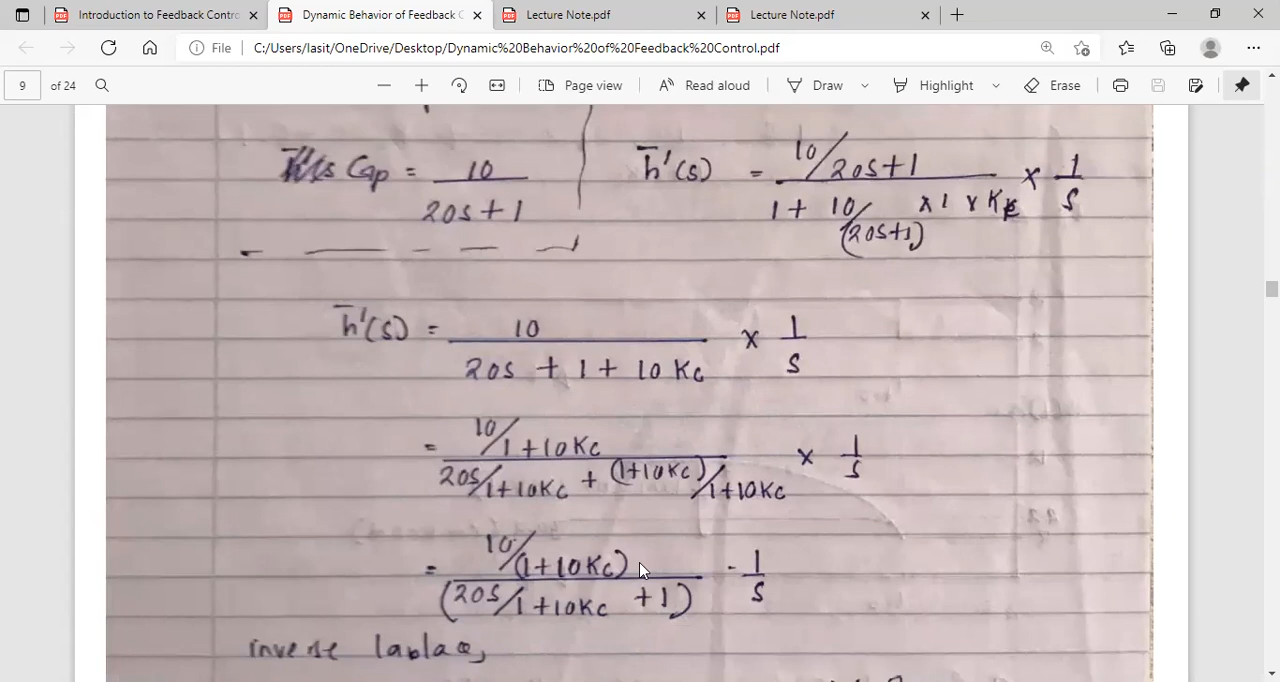 Introduction to Feedback Contro
Dynamic Behavior of Feedback C
Lecture Note.pdf
Lecture Note.pdf
File
C:/Users/lasit/OneDrive/Desktop/Dynamic%20Behavior%20of%20Feedback%20Control.pdf
9 of 24
Page view
Read aloud
Draw
Highlight
Erase
Gp = 10 / 20s + 1
h̄'(s) = 10/20s+1 / 1 + 10/(20s+1) × 1 × Kc × 1/s
h̄'(s) = 10 / 20s + 1 + 10 Kc × 1/s
= 10/1+10Kc / 20s/1+10Kc + (1+10Kc)/1+10Kc × 1/s
= 10/(1+10Kc) / (20s/1+10Kc + 1) - 1/s
inverse laplace,